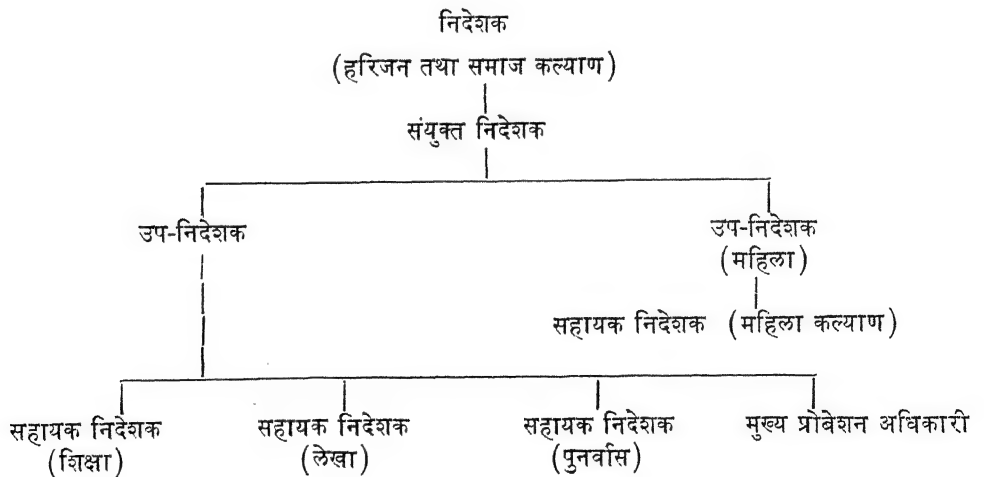 निदेशक
(हरिजन तथा समाज कल्याण)
संयुक्त निदेशक
उप-निदेशक
उप-निदेशक
(महिला)
सहायक निदेशक (महिला कल्याण)
सहायक निदेशक
(शिक्षा)
सहायक निदेशक
(लेखा)
सहायक निदेशक
(पुनर्वास)
मुख्य प्रोबेशन अधिकारी